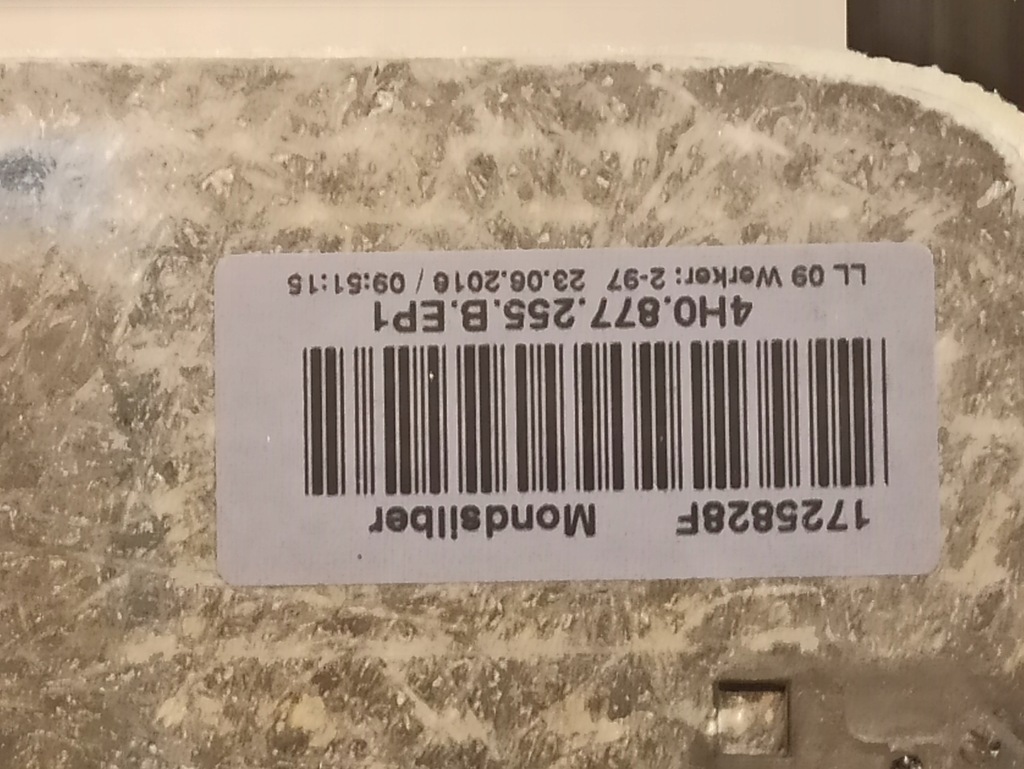 1725828F Mondsilber
4H0.877.255.B.EP1
LL 09 Werker: 2-97 23.06.2016 / 09:51:15